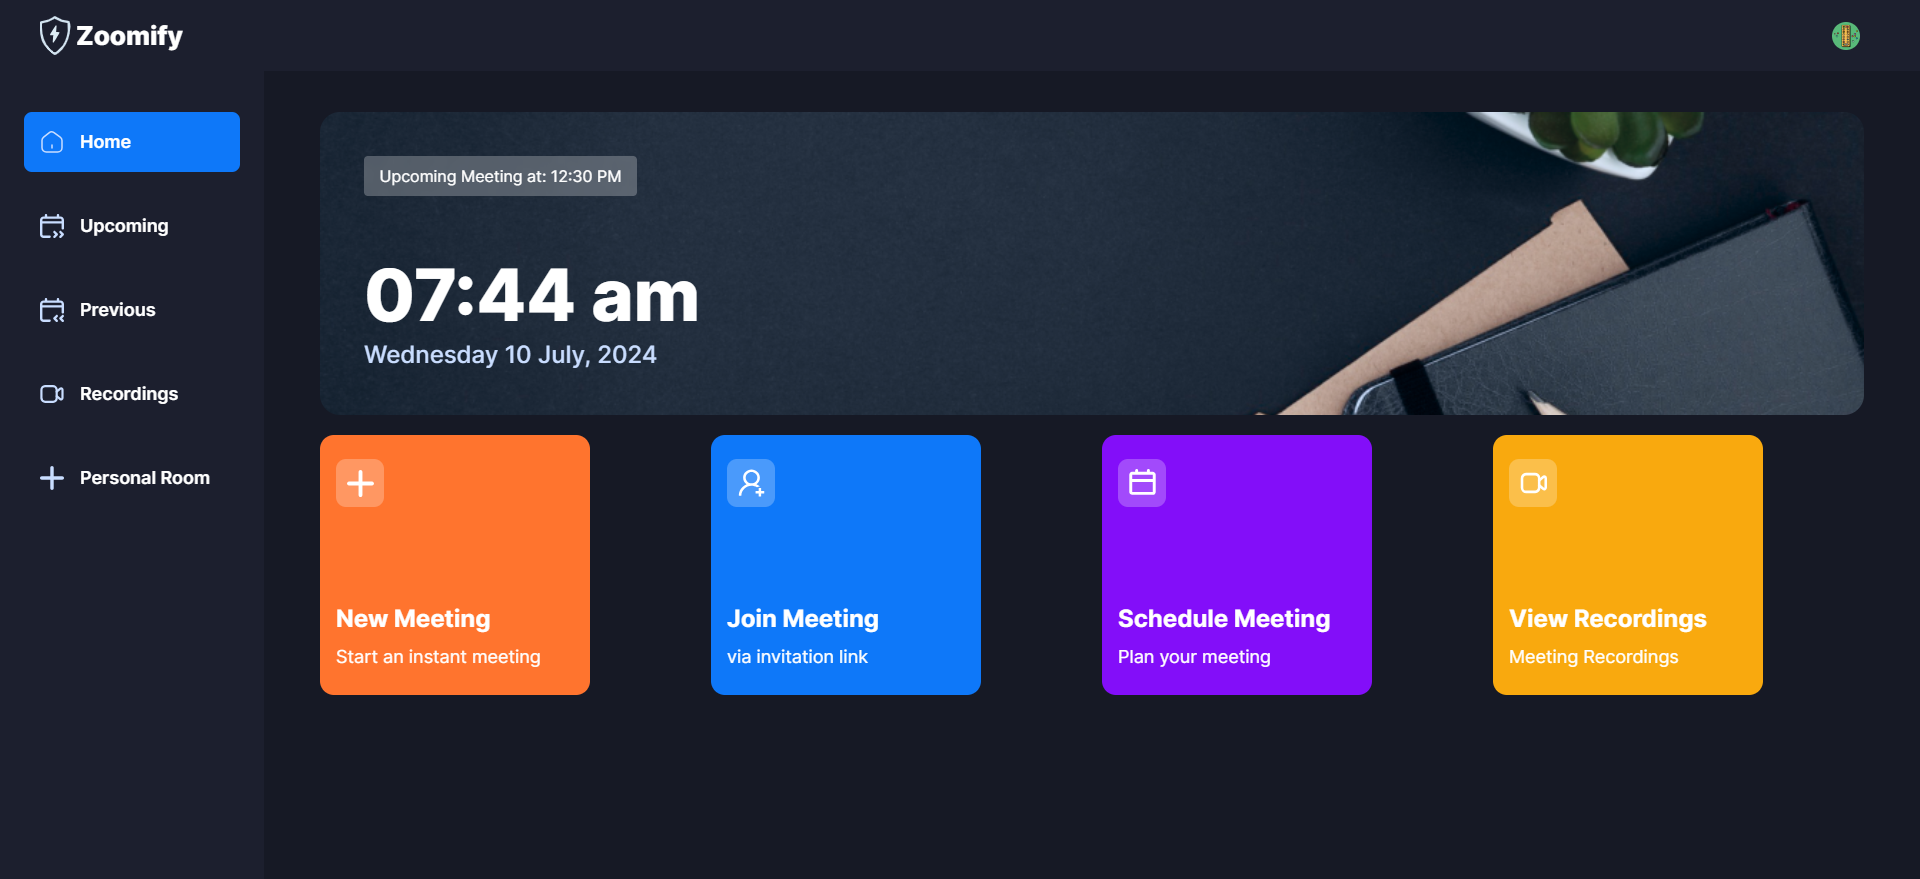 Zoomify
Home
Upcoming
Previous
Recordings
Personal Room
Upcoming Meeting at: 12:30 PM
07:44 am
Wednesday 10 July, 2024
New Meeting
Start an instant meeting
Join Meeting
via invitation link
Schedule Meeting
Plan your meeting
View Recordings
Meeting Recordings